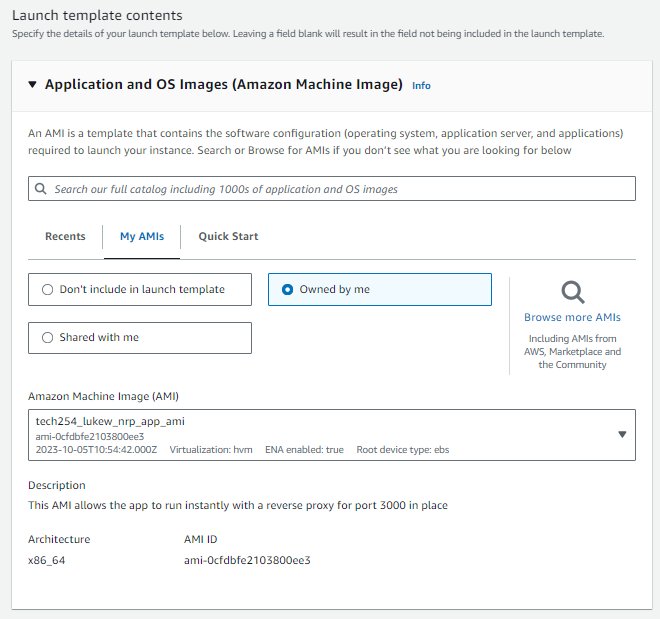 Launch template contents
Specify the details of your launch template below. Leaving a field blank will result in the field not being included in the launch template.
Application and OS Images (Amazon Machine Image) Info
An AMI is a template that contains the software configuration (operating system, application server, and applications)
required to launch your instance. Search or Browse for AMIs if you don't see what you are looking for below
Search our full catalog including 1000s of application and OS images
Recents My AMIs Quick Start
Don't include in launch template
Owned by me
Shared with me
Browse more AMIs
Including AMIs from
AWS, Marketplace and
the Community
Amazon Machine Image (AMI)
tech254_lukew_nrp_app_ami
ami-0cfdbfe2103800ee3
2023-10-05T10:54:42.000Z Virtualization: hvm ENA enabled: true Root device type: ebs
Description
This AMI allows the app to run instantly with a reverse proxy for port 3000 in place
Architecture AMI ID
x86_64 ami-0cfdbfe2103800ee3